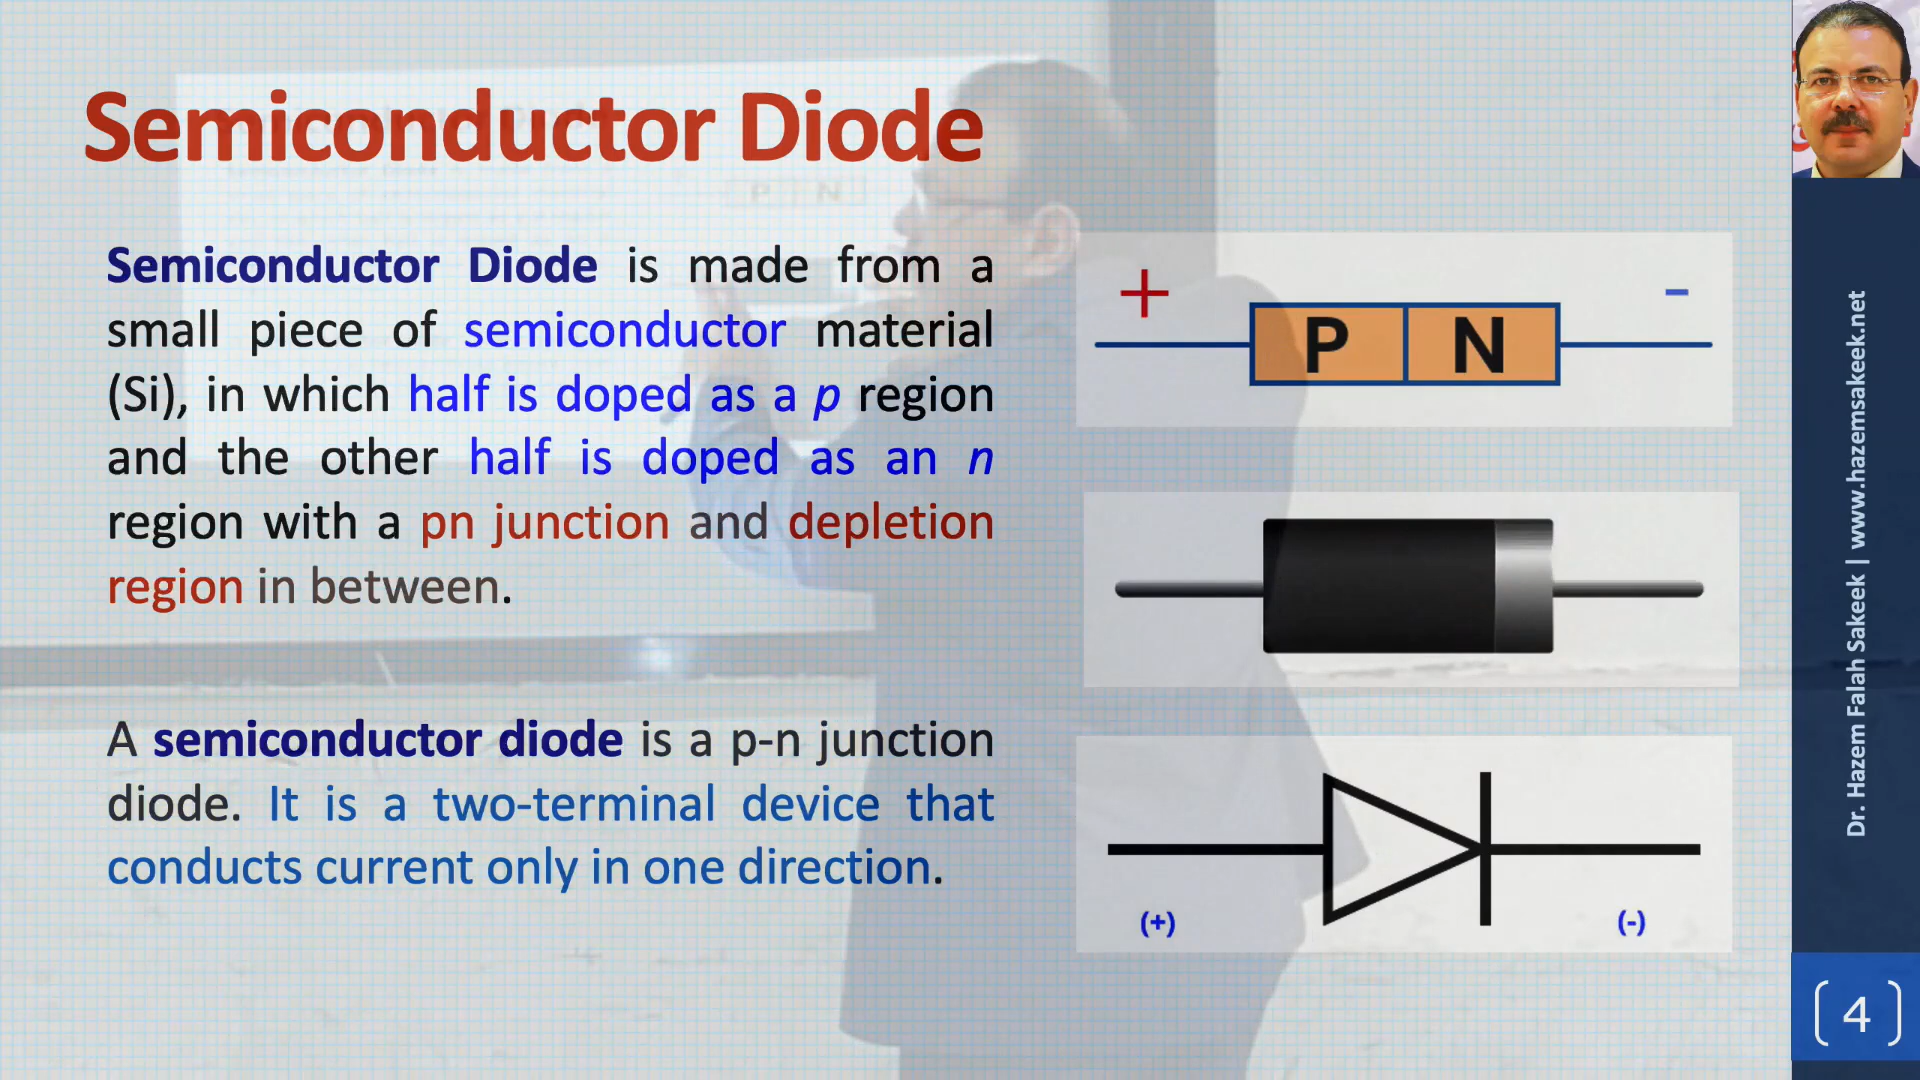 Semiconductor Diode
Semiconductor Diode is made from a
small piece of semiconductor material
(Si), in which half is doped as a p region
and the other half is doped as an n
region with a pn junction and depletion
region in between.
A semiconductor diode is a p-n junction
diode. It is a two-terminal device that
conducts current only in one direction.
+ -
P N
(+) (-)
P N
Dr. Hazem Falah Sakeek | www.hazemsakeek.net
[4]